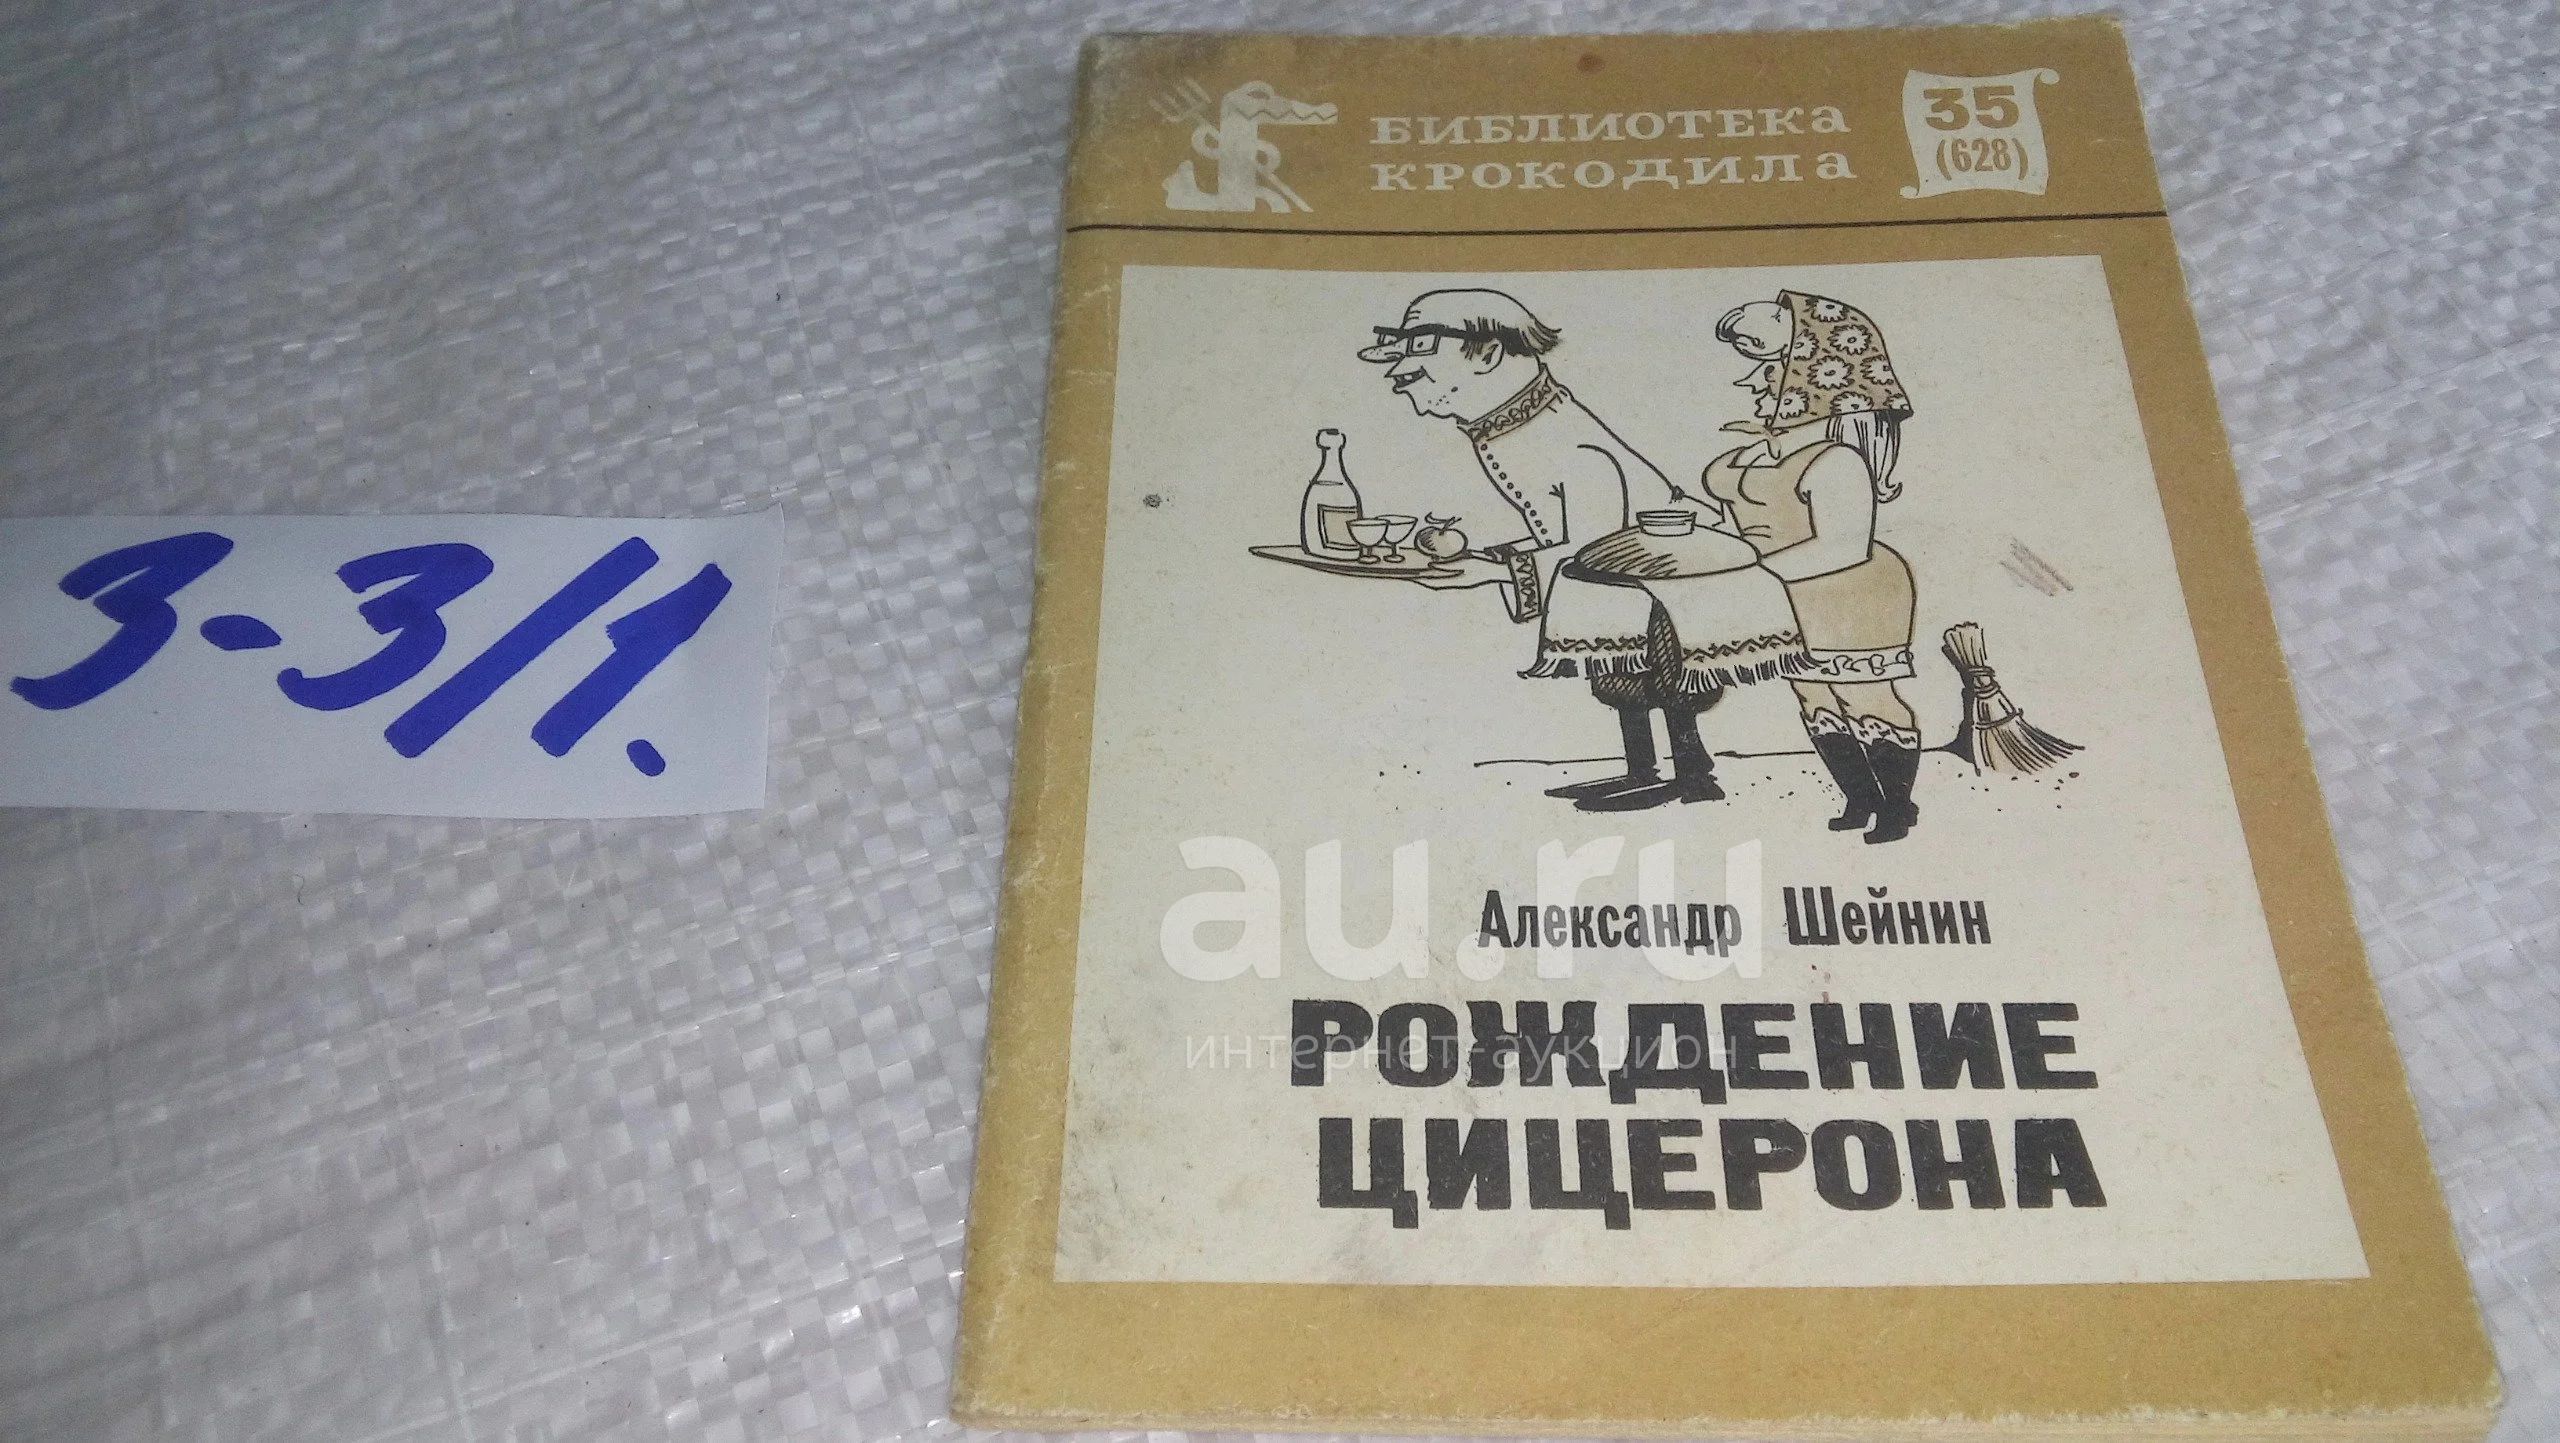 3-3/1.
БИБЛИОТЕКА
КРОКОДИЛА
35
(628)
Александр Шейнин
РОЖДЕНИЕ
ЦИЦЕРОНА
au.ru
интернет-аукцион